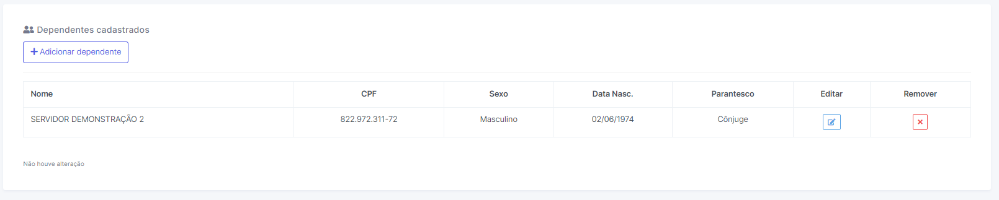 Dependentes cadastrados
Adicionar dependente
Nome CPF Sexo Data Nasc. Parantesco Editar Remover
SERVIDOR DEMONSTRAÇÃO 2 822.972.311-72 Masculino 02/06/1974 Cônjuge
Não houve alteração